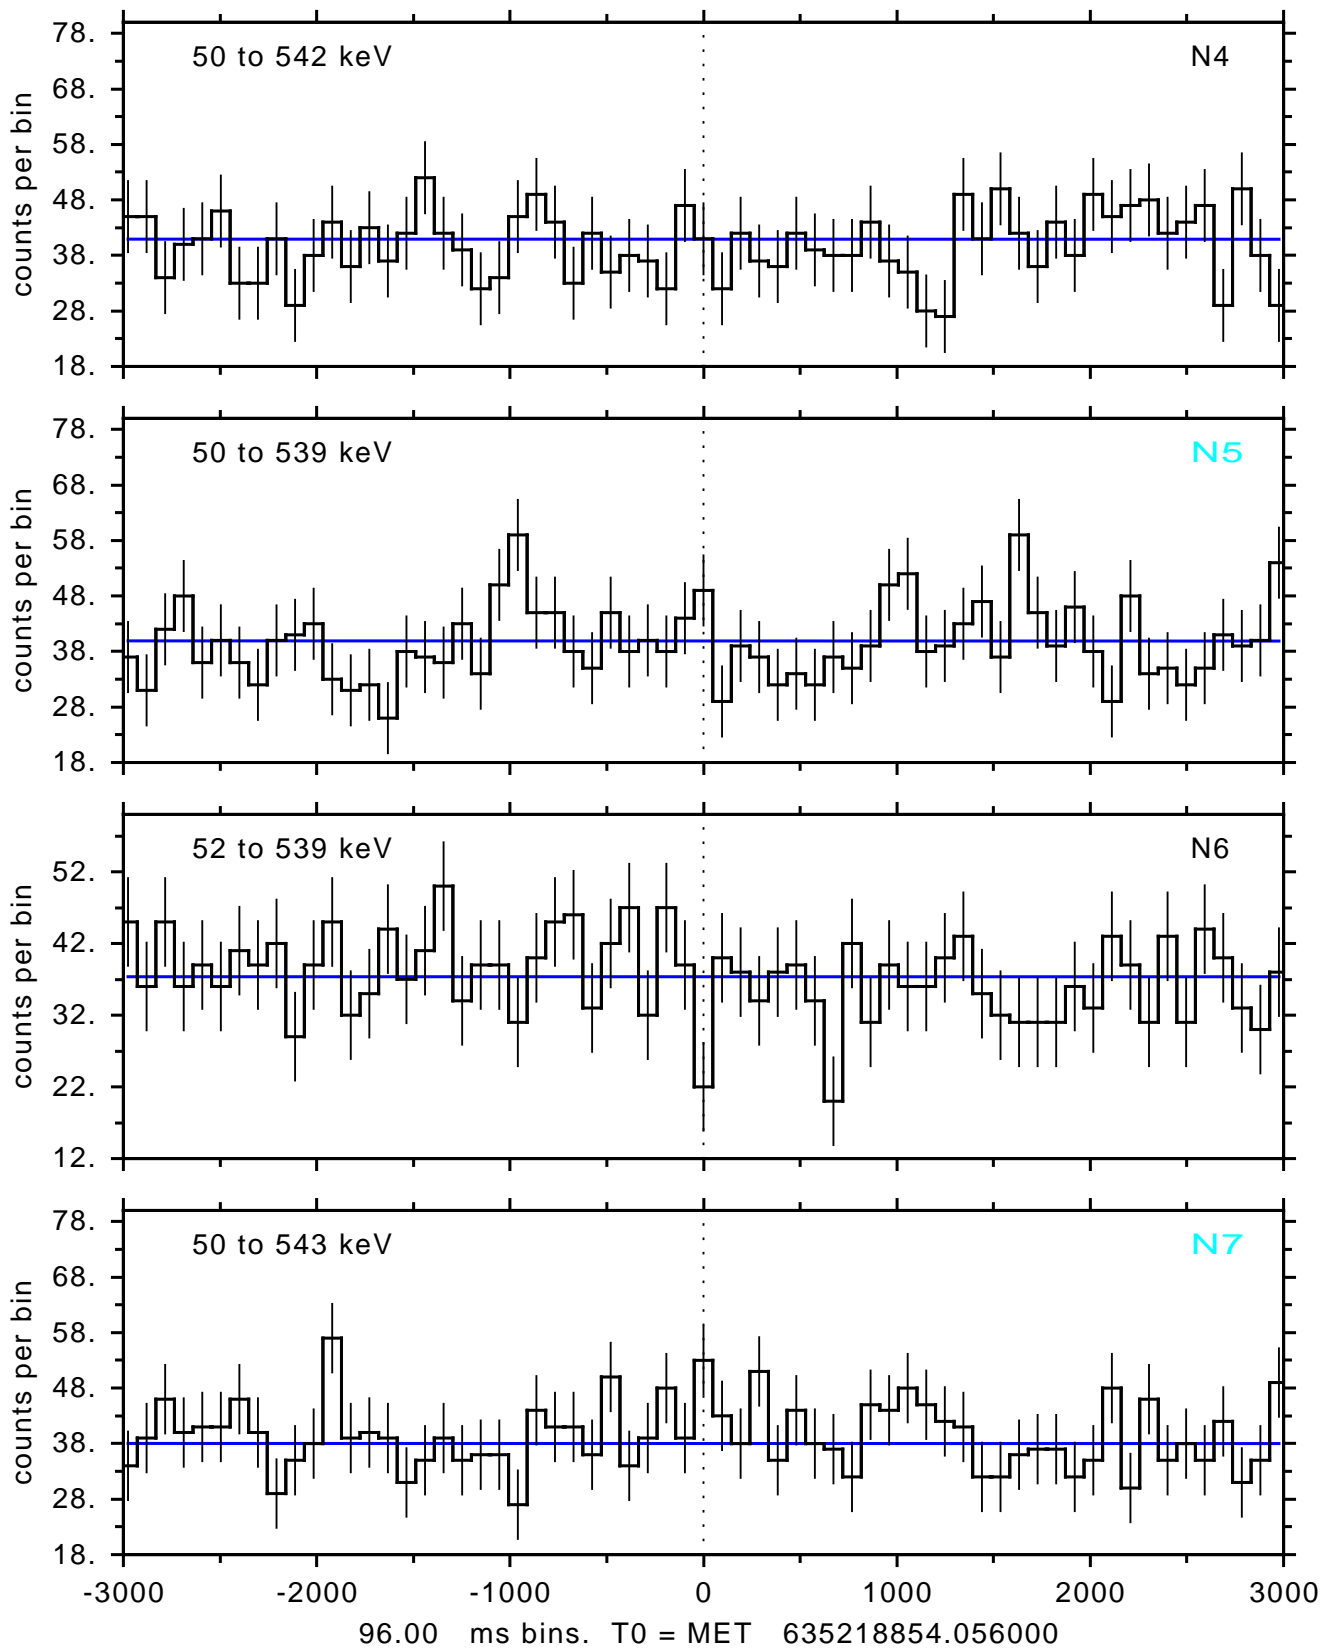 50 to 542 keV N4
78.
68.
58.
48.
38.
28.
18.
counts per bin
50 to 539 keV N5
78.
68.
58.
48.
38.
28.
18.
counts per bin
52 to 539 keV N6
52.
42.
32.
22.
12.
counts per bin
50 to 543 keV N7
78.
68.
58.
48.
38.
28.
18.
counts per bin
-3000 -2000 -1000 0 1000 2000 3000
96.00 ms bins. T0 = MET 635218854.056000